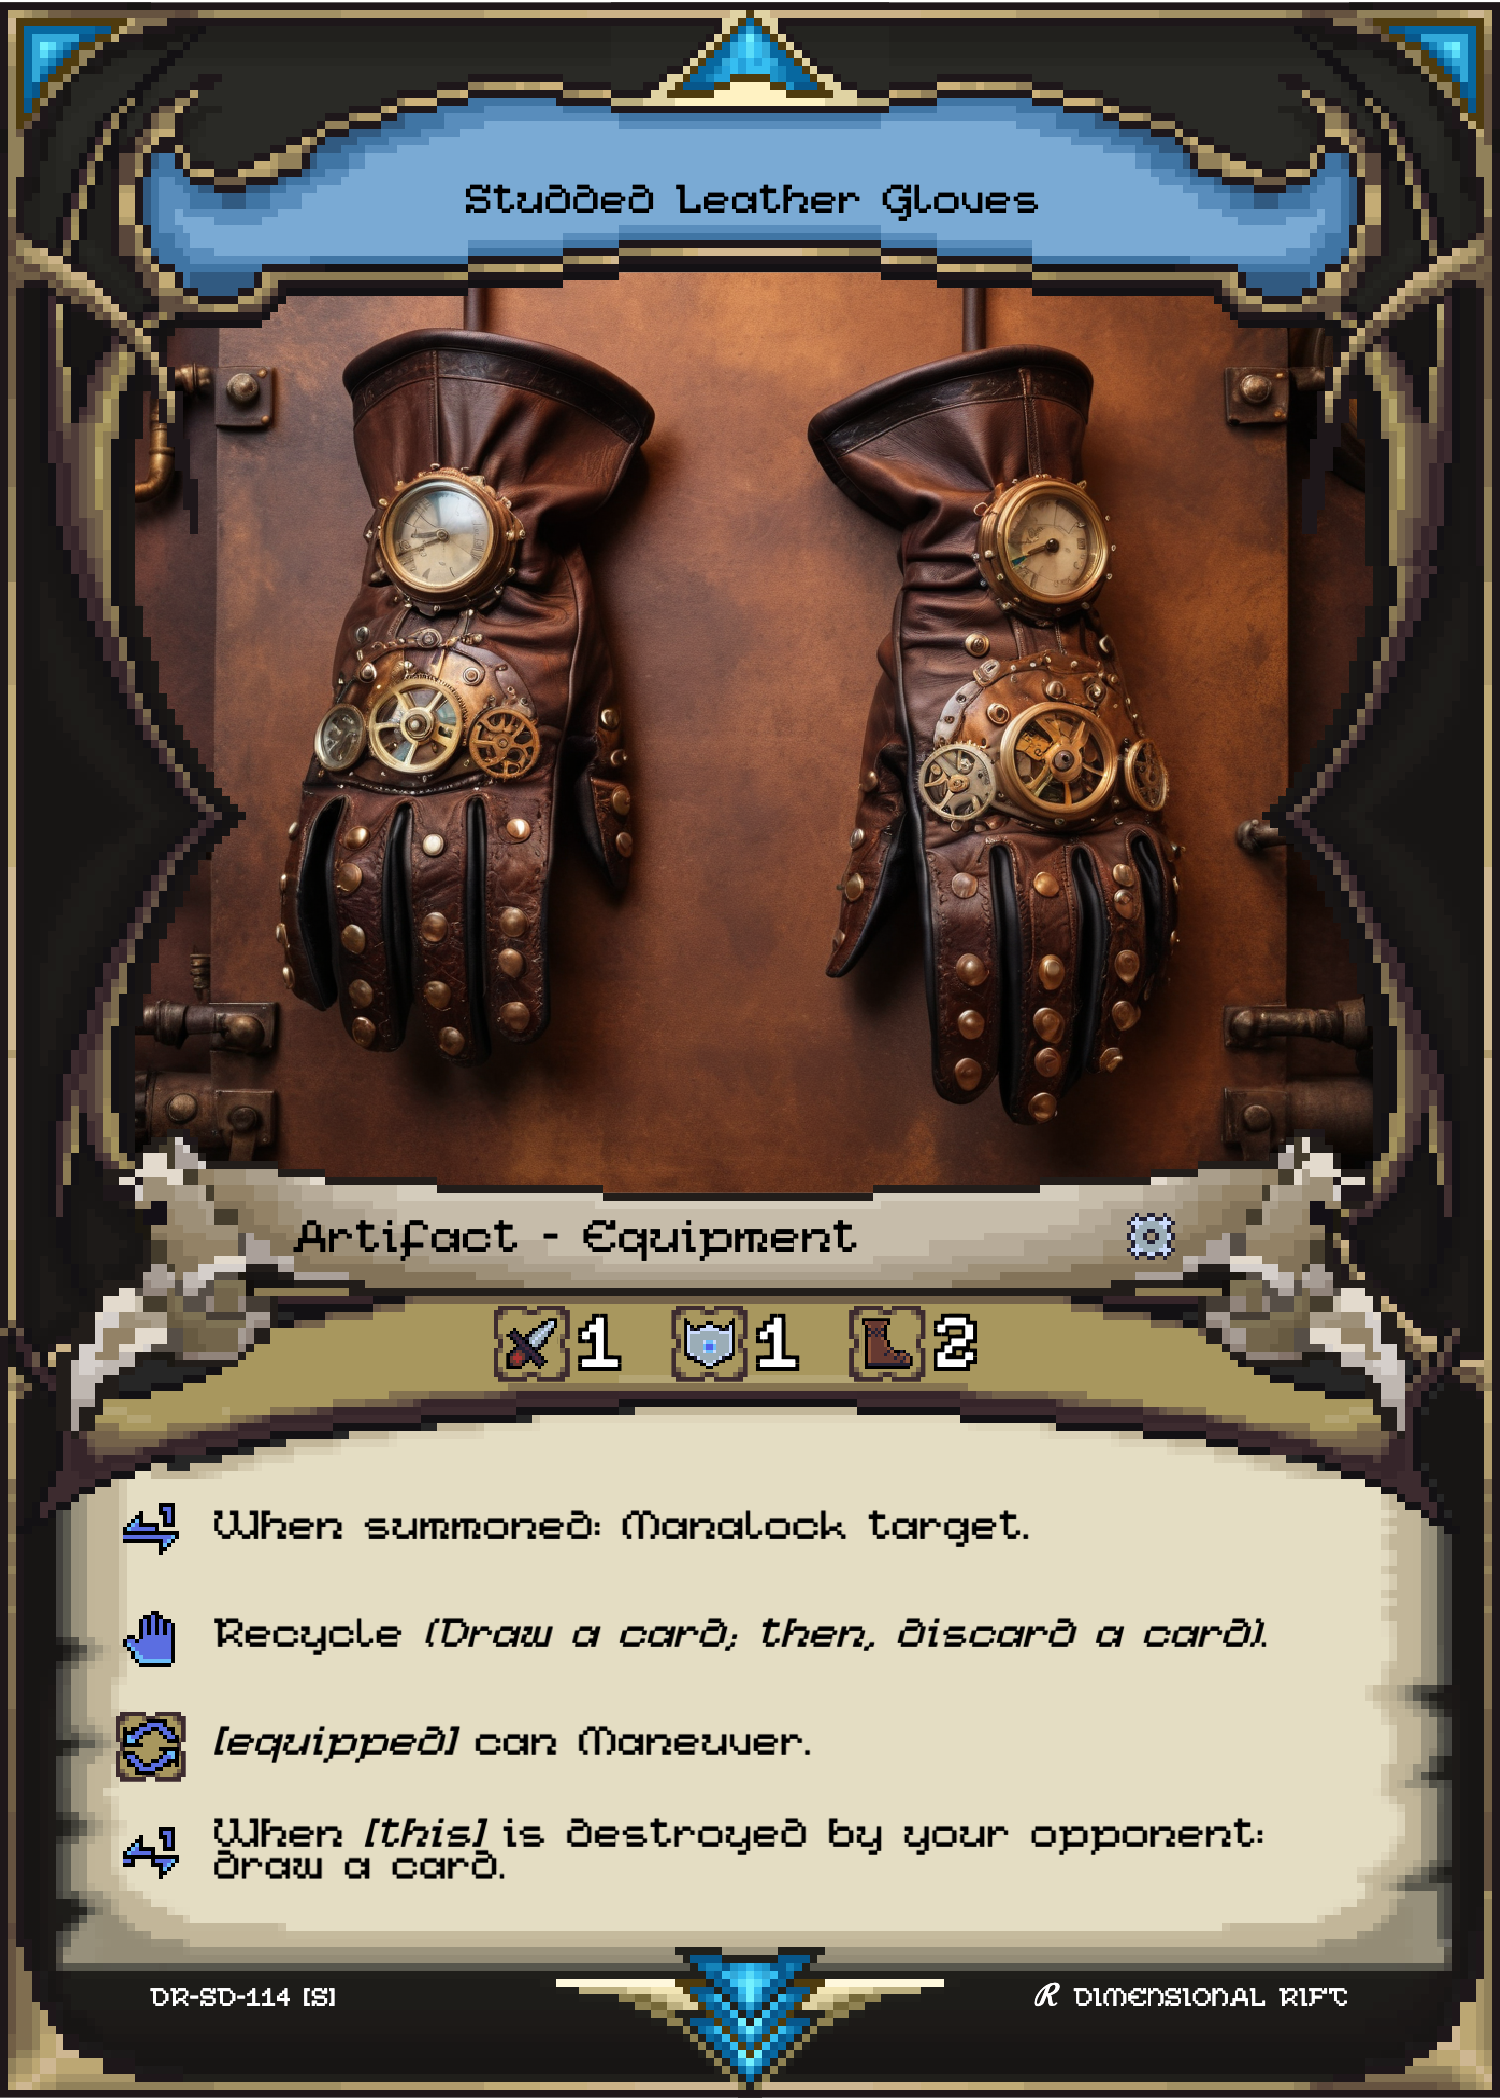 Studded Leather Gloves
Artifact - Equipment
1 1 2
When summoned: Manalock target.
Recycle (Draw a card; then, discard a card).
[equipped] can Maneuver.
When [this] is destroyed by your opponent:
draw a card.
DR-SD-114 [S]
R DIMENSIONAL RIFT